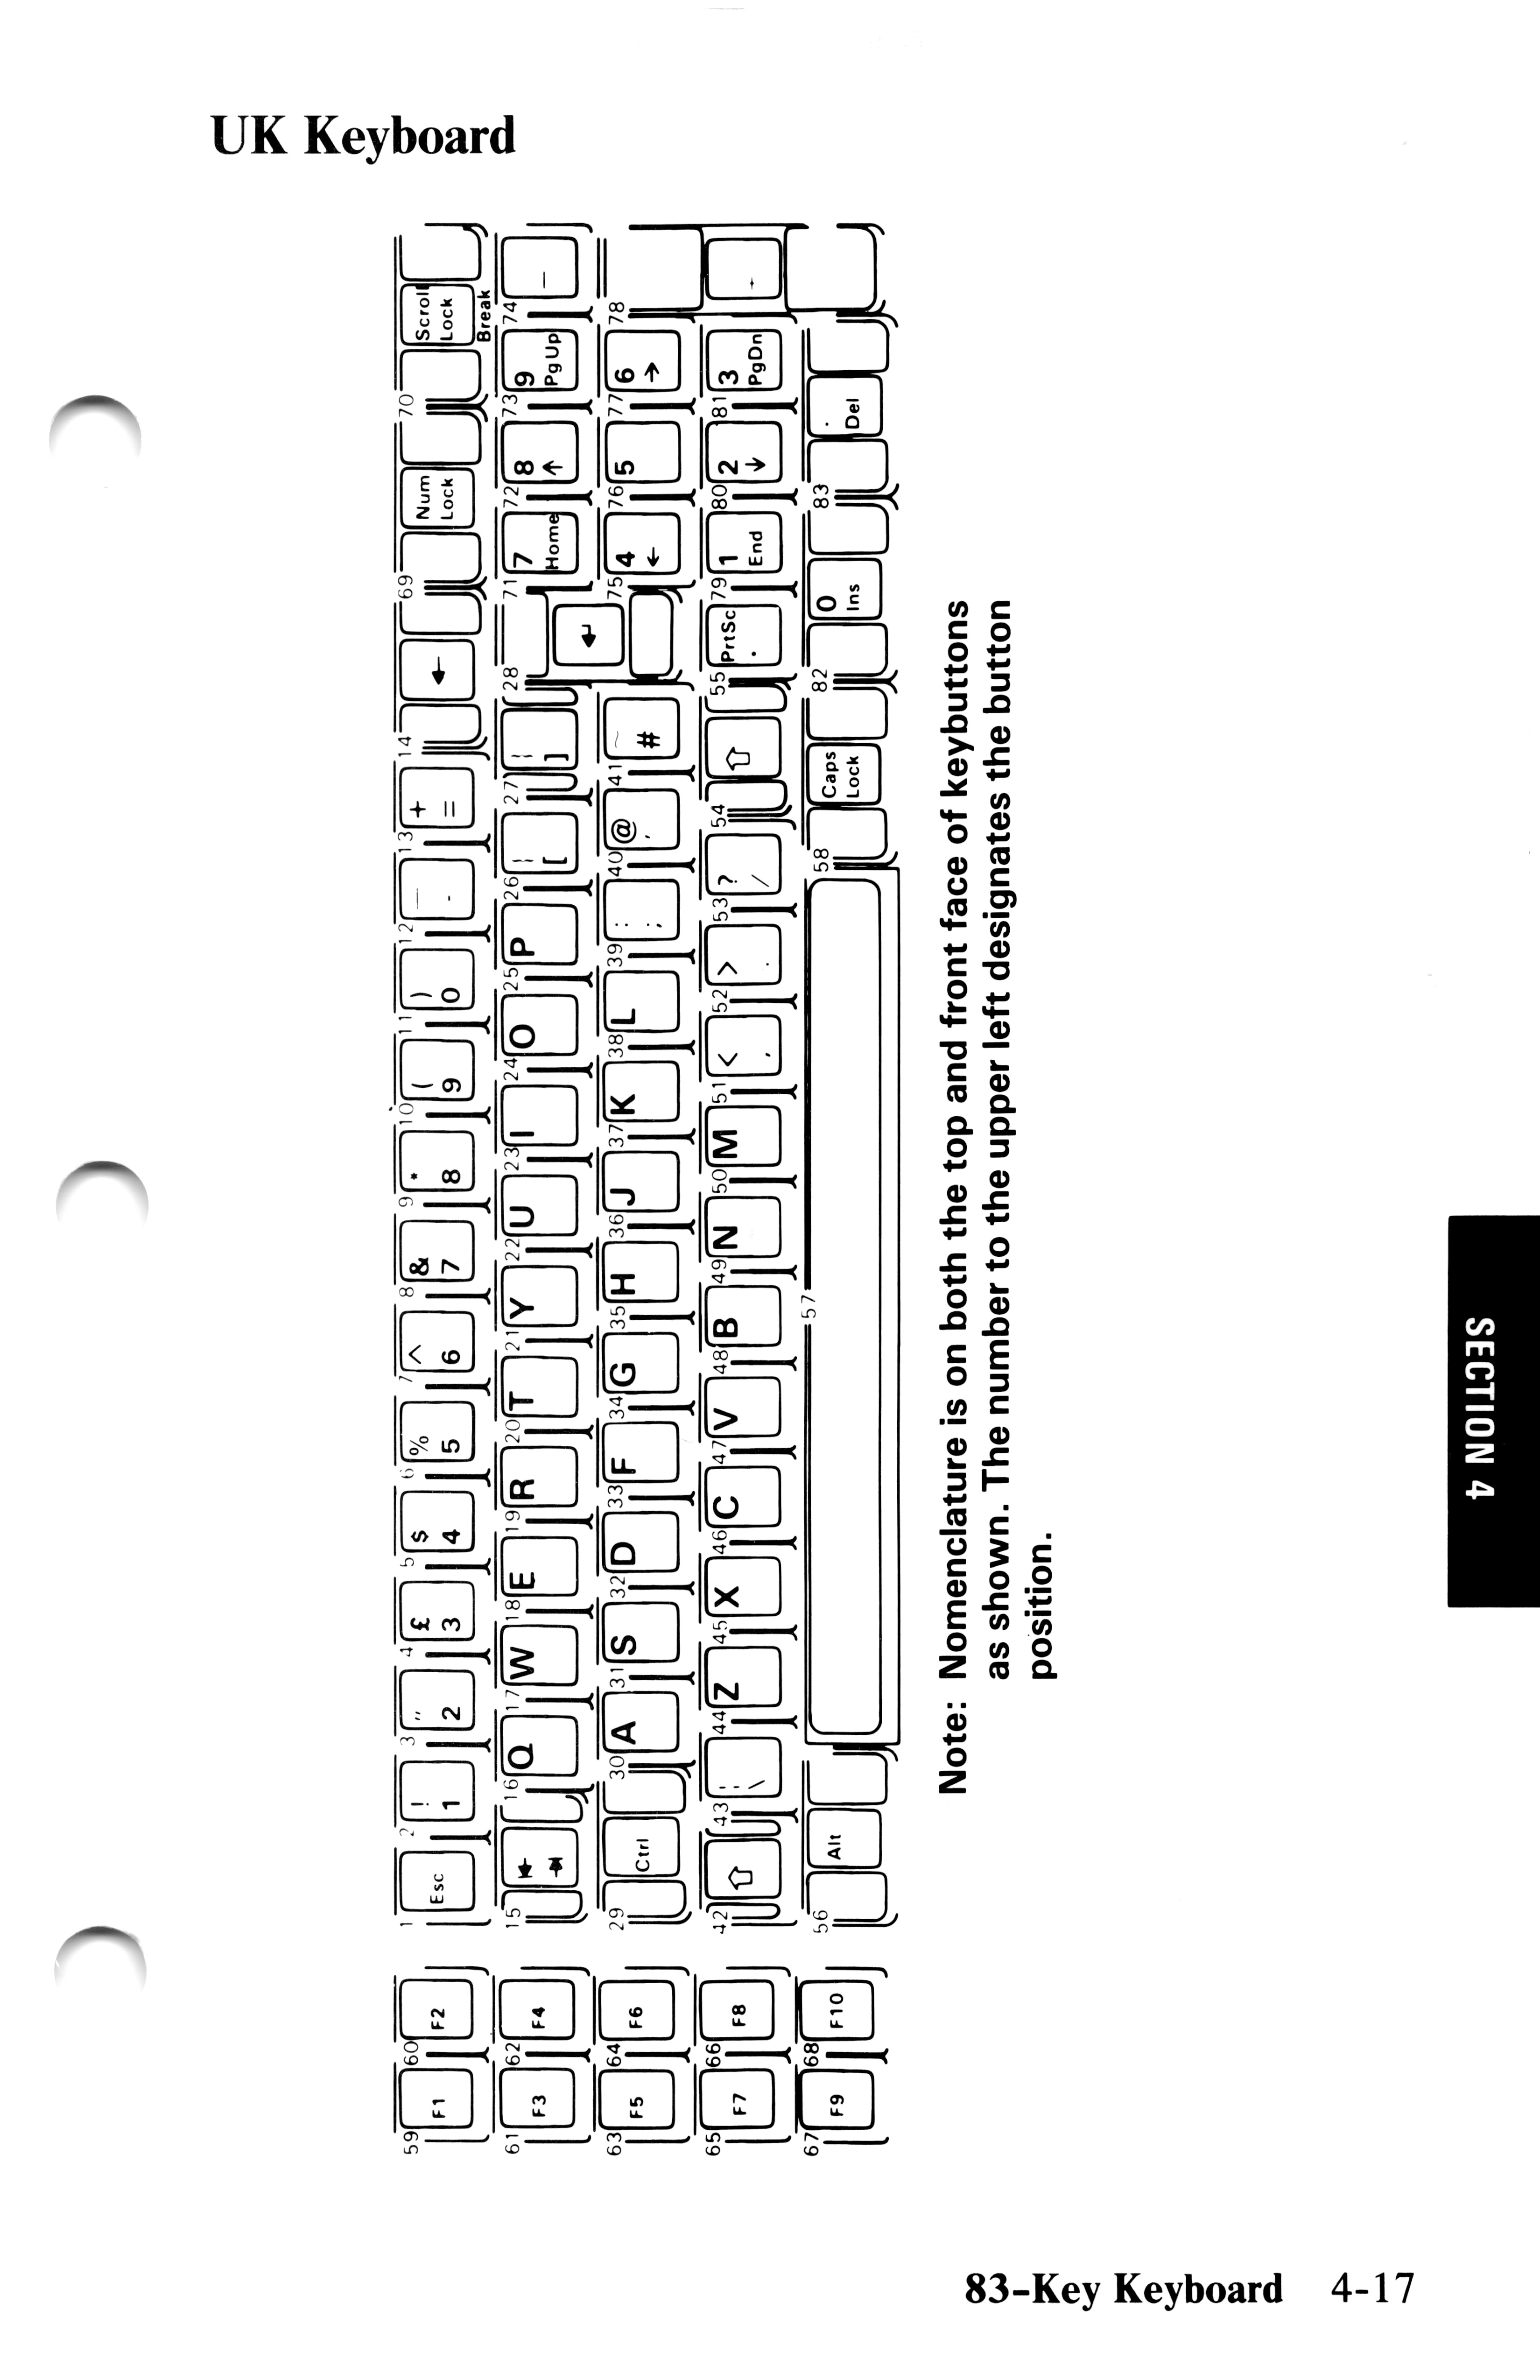 UK Keyboard
59 F1 60 F2 1 Esc 2 ! 1 3 " 2 4 £ 3 5 $ 4 6 % 5 7 ^ 6 8 & 7 9 * 8 10 ( 9 11 ) 0 12 _ - 13 + = 14 ← 69 Num Lock 70 Scroll Lock Break
61 F3 62 F4 15 ⇤ ⇥ 16 Q 17 W 18 E 19 R 20 T 21 Y 22 U 23 I 24 O 25 P 26 { [ 27 } ] 28 ↵ 71 7 Home 72 8 ↑ 73 9 PgUp 74 –
63 F5 64 F6 29 Ctrl 30 A 31 S 32 D 33 F 34 G 35 H 36 J 37 K 38 L 39 : ; 40 @ ' 41 ~ # 75 4 ← 76 5 77 6 → 78 +
65 F7 66 F8 42 ⇧ 43 ¦ \ 44 Z 45 X 46 C 47 V 48 B 49 N 50 M 51 < , 52 > . 53 ? / 54 ⇧ 55 PrtSc . 79 1 End 80 2 ↓ 81 3 PgDn
67 F9 68 F10 56 Alt 57 58 Caps Lock 82 0 Ins 83 . Del
Note: Nomenclature is on both the top and front face of keybuttons
as shown. The number to the upper left designates the button
position.
SECTION 4
83-Key Keyboard 4-17